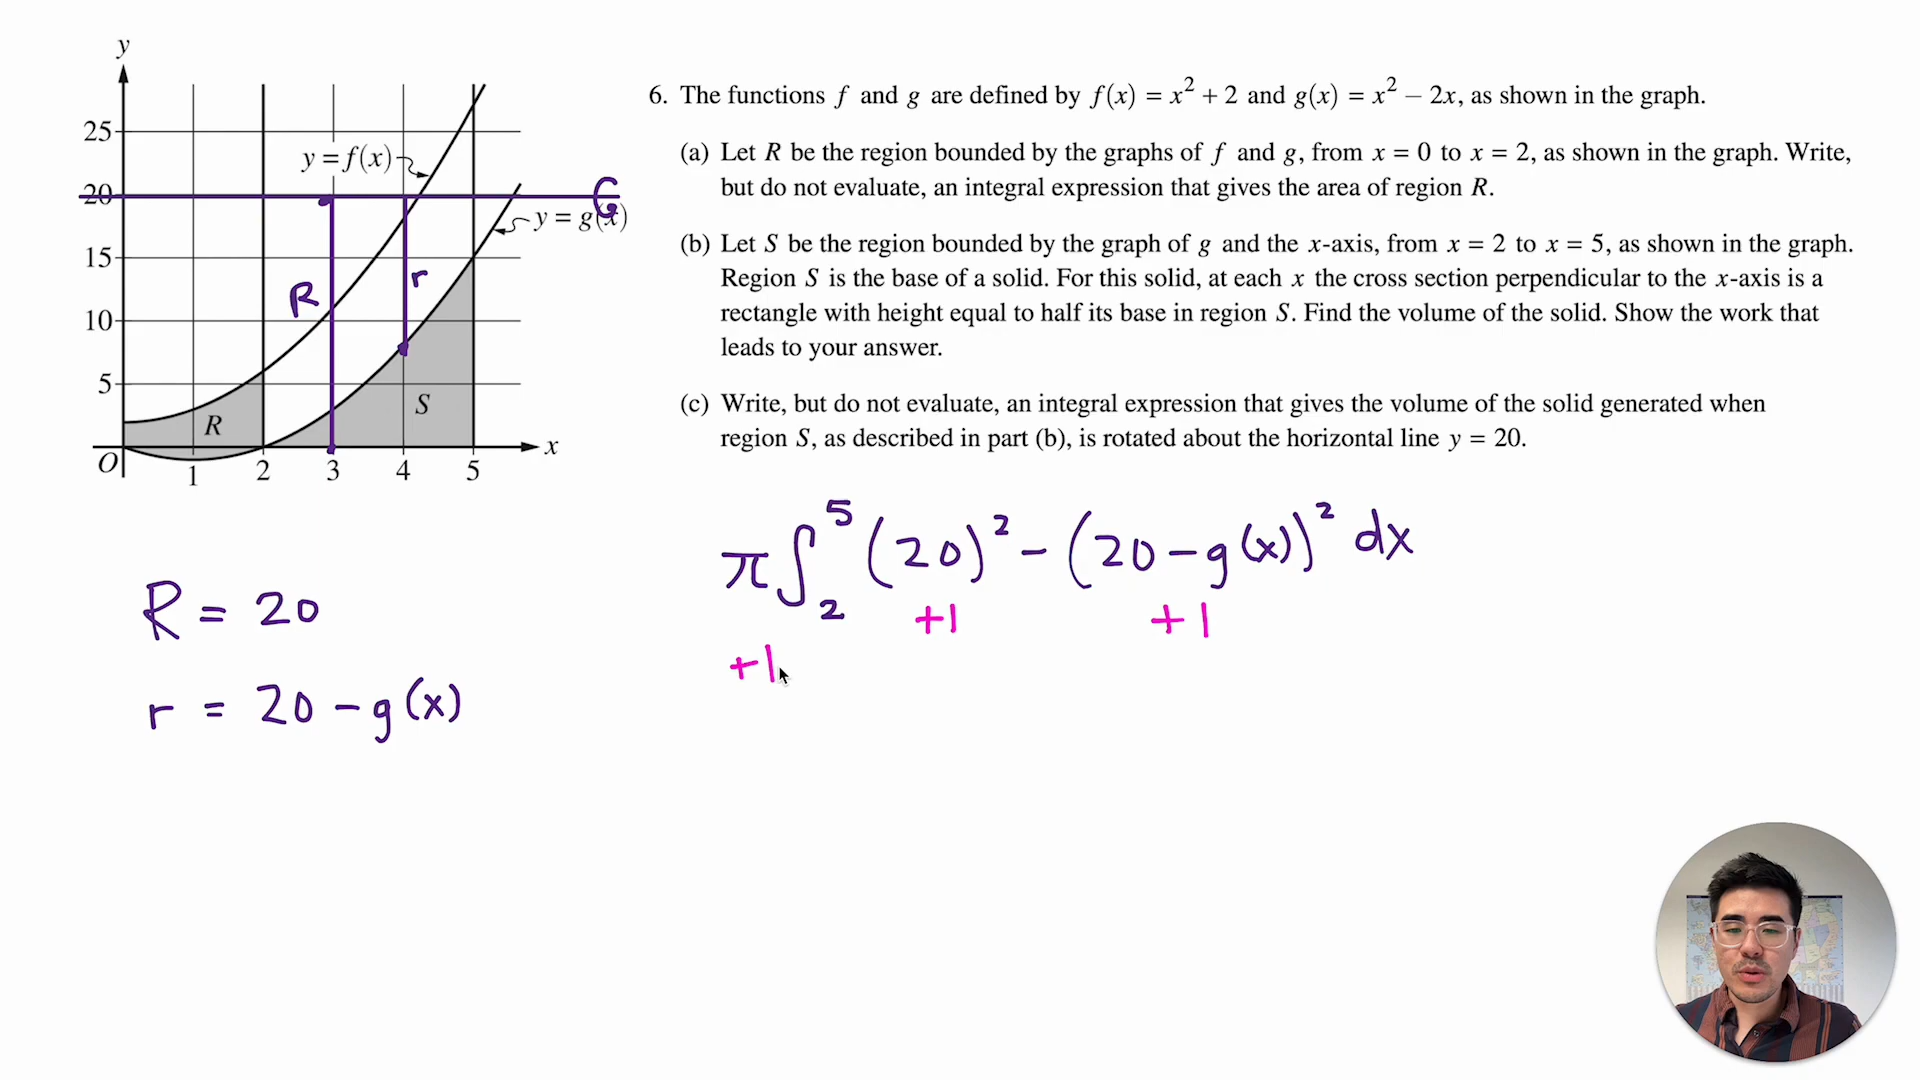 y
25
20
15
10
5
O
1
2
3
4
5
x
y = f(x)
y = g(x)
R
r
R
S
6. The functions f and g are defined by f(x) = x² + 2 and g(x) = x² − 2x, as shown in the graph.
(a) Let R be the region bounded by the graphs of f and g, from x = 0 to x = 2, as shown in the graph. Write,
but do not evaluate, an integral expression that gives the area of region R.
(b) Let S be the region bounded by the graph of g and the x-axis, from x = 2 to x = 5, as shown in the graph.
Region S is the base of a solid. For this solid, at each x the cross section perpendicular to the x-axis is a
rectangle with height equal to half its base in region S. Find the volume of the solid. Show the work that
leads to your answer.
(c) Write, but do not evaluate, an integral expression that gives the volume of the solid generated when
region S, as described in part (b), is rotated about the horizontal line y = 20.
π∫₂⁵ (20)² − (20 − g(x))² dx
+1 +1
+1
R = 20
r = 20 − g(x)